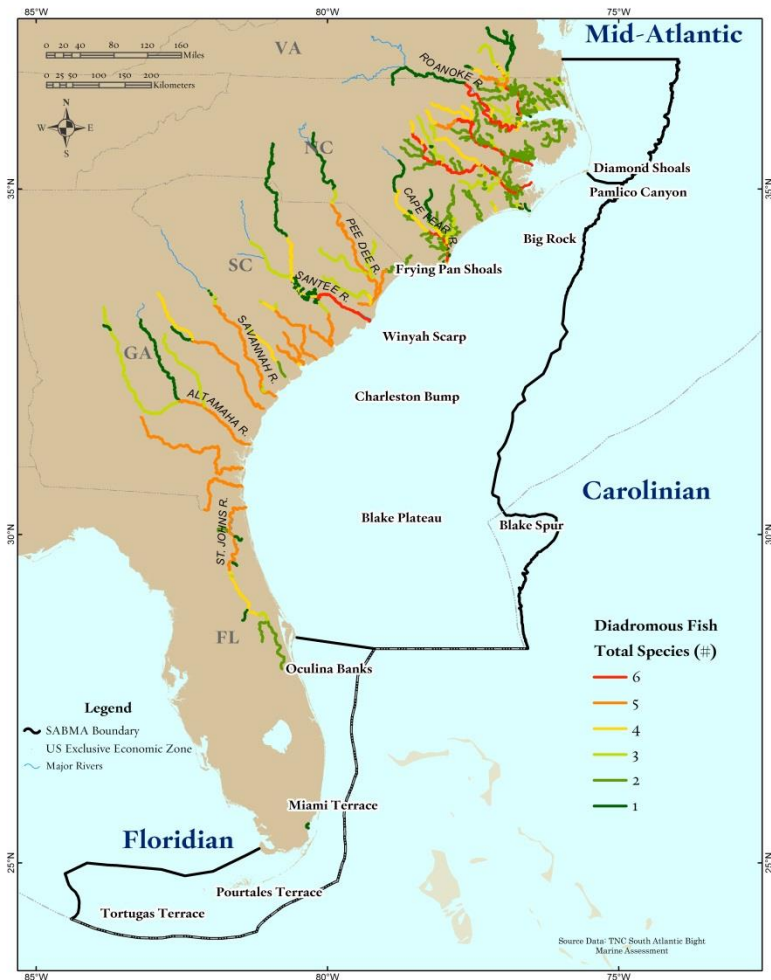 85°W
80°W
75°W
Mid-Atlantic
VA
0 20 40 80 120 160
Miles
0 25 50 100 150 200
Kilometers
N
W E
S
ROANOKE R.
NC
35°N
35°N
Diamond Shoals
Pamlico Canyon
CAPE FEAR R.
Big Rock
PEE DEE R.
SC
Frying Pan Shoals
SANTEE R.
Winyah Scarp
SAVANNAH R.
GA
Charleston Bump
ALTAMAHA R.
Carolinian
Blake Plateau
Blake Spur
ST. JOHNS R.
30°N
30°N
FL
Oculina Banks
Diadromous Fish
Total Species (#)
6
5
4
3
2
1
Legend
SABMA Boundary
US Exclusive Economic Zone
Major Rivers
Miami Terrace
Floridian
25°N
25°N
Pourtales Terrace
Tortugas Terrace
Source Data: TNC South Atlantic Bight
Marine Assessment
85°W
80°W
75°W